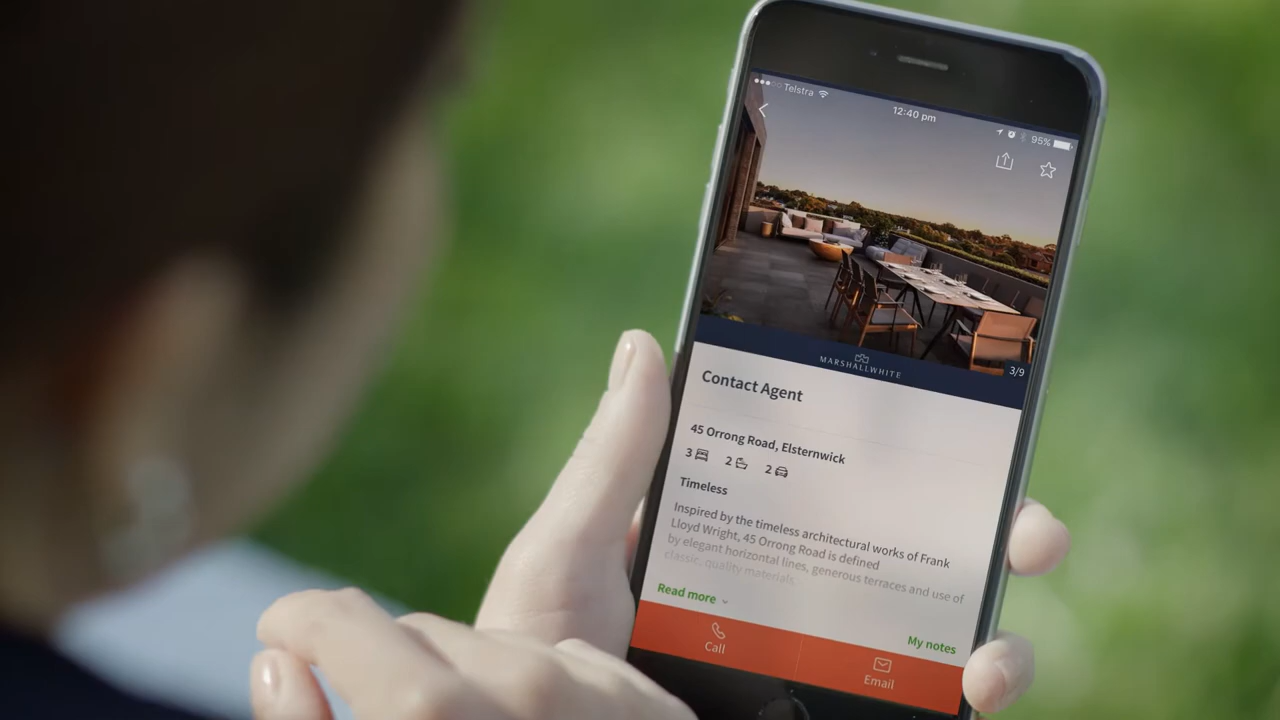 Telstra
12:40 pm
95%
MARSHALLWHITE
3/9
Contact Agent
45 Orrong Road, Elsternwick
3 2 2
Timeless
Inspired by the timeless architectural works of Frank
Lloyd Wright, 45 Orrong Road is defined
by elegant horizontal lines, generous terraces and use of
classic, quality materials
Read more
My notes
Call
Email